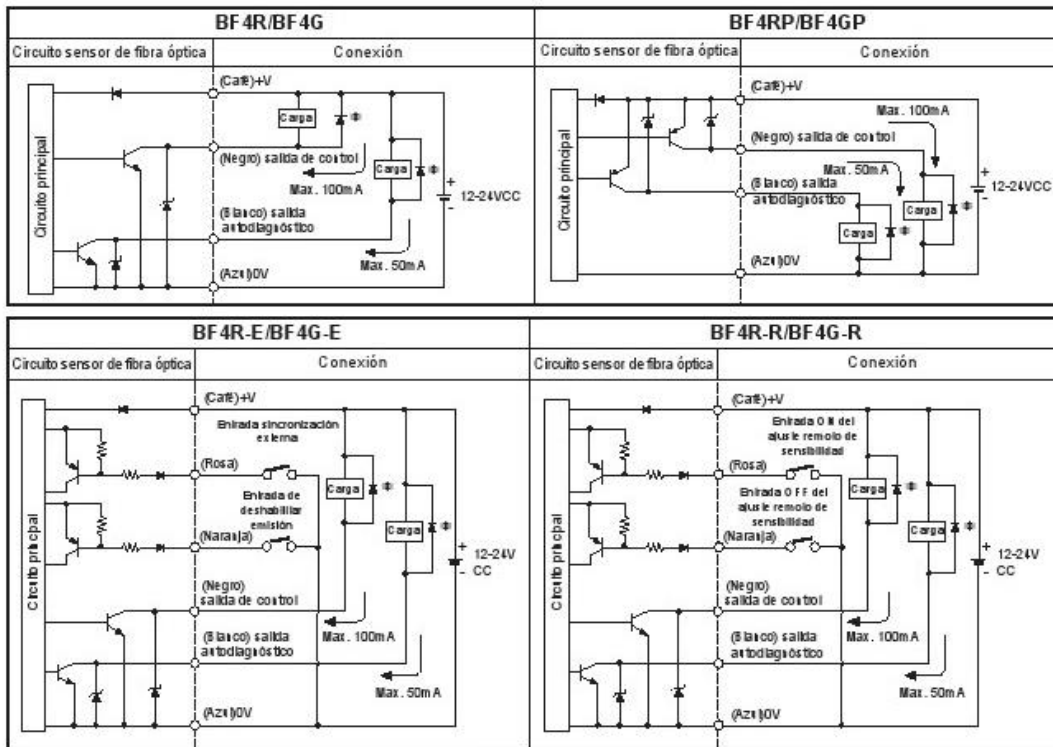 BF4R/BF4G
Circuito sensor de fibra óptica
Conexión
Circuito principal
(Café)+V
Carga
(Negro) salida de control
Max. 100mA
Carga
(Blanco) salida
autodiagnóstico
Max. 50mA
(Azul)0V
+
12-24VCC
-
BF4RP/BF4GP
Circuito sensor de fibra óptica
Conexión
Circuito principal
(Café)+V
Max. 100mA
(Negro) salida de control
Max. 50mA
(Blanco) salida
autodiagnóstico
Carga
Carga
(Azul)0V
+
12-24VCC
-
BF4R-E/BF4G-E
Circuito sensor de fibra óptica
Conexión
Circuito principal
(Café)+V
Entrada sincronización
externa
(Rosa)
Entrada de
deshabilitar
emisión
(Naranja)
Carga
Carga
+
12-24V
-
CC
(Negro)
salida de control
Max. 100mA
(Blanco) salida
autodiagnóstico
Max. 50mA
(Azul)0V
BF4R-R/BF4G-R
Circuito sensor de fibra óptica
Conexión
Circuito principal
(Café)+V
Entrada ON del
ajuste remoto de
sensibilidad
(Rosa)
Entrada OFF del
ajuste remoto de
sensibilidad
(Naranja)
Carga
Carga
+
12-24V
-
CC
(Negro)
salida de control
Max. 100mA
(Blanco) salida
autodiagnóstico
Max. 50mA
(Azul)0V